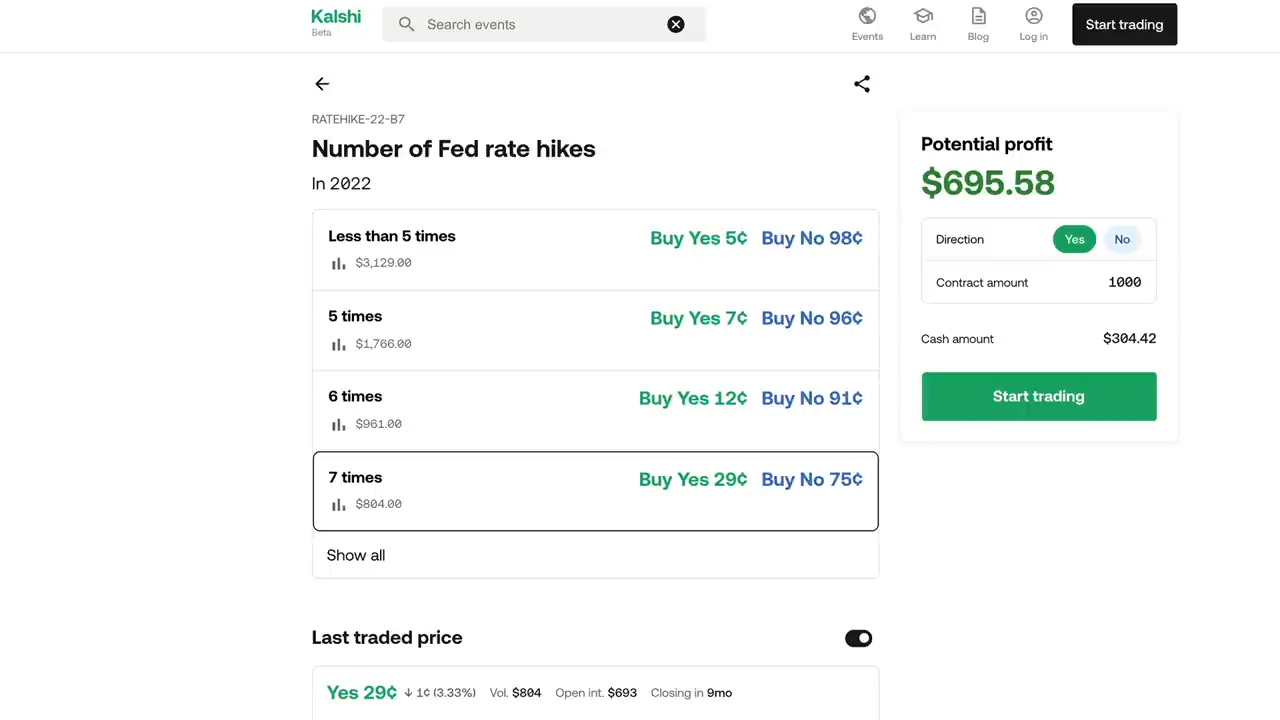 Kalshi
Beta
Search events
Events
Learn
Blog
Log in
Start trading
RATEHIKE-22-B7
Number of Fed rate hikes
In 2022
Less than 5 times
Buy Yes 5¢ Buy No 98¢
$3,129.00
5 times
Buy Yes 7¢ Buy No 96¢
$1,766.00
6 times
Buy Yes 12¢ Buy No 91¢
$961.00
7 times
Buy Yes 29¢ Buy No 75¢
$804.00
Show all
Potential profit
$695.58
Direction Yes No
Contract amount 1000
Cash amount $304.42
Start trading
Last traded price
Yes 29¢ ↓ 1¢ (3.33%) Vol. $804 Open int. $693 Closing in 9mo